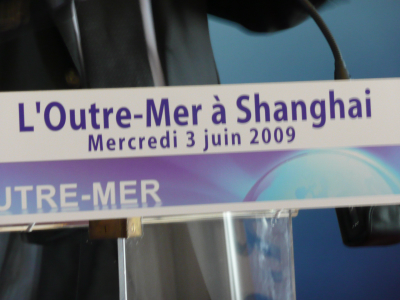 L'Outre-Mer à Shanghai
Mercredi 3 juin 2009
UTRE-MER